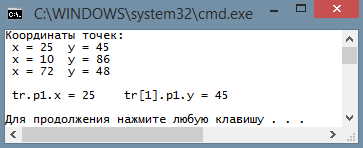 C:\WINDOWS\system32\cmd.exe
Координаты точек:
x = 25 y = 45
x = 10 y = 86
x = 72 y = 48
tr.p1.x = 25 tr[1].p1.y = 45
Для продолжения нажмите любую клавишу . . .